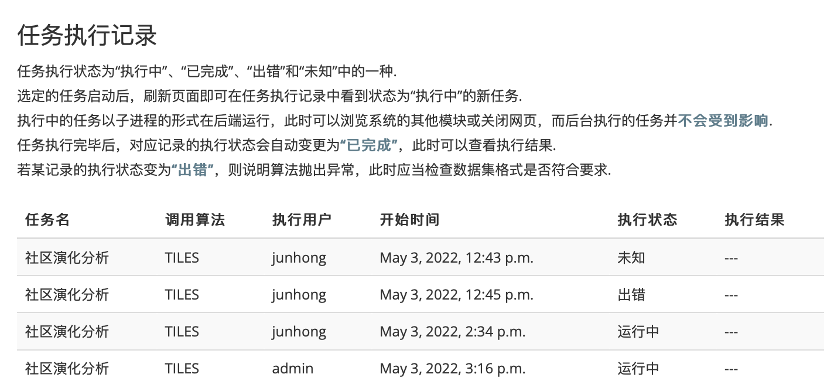 任务执行记录
任务执行状态为“执行中”、“已完成”、“出错”和“未知”中的一种.
选定的任务启动后，刷新页面即可在任务执行记录中看到状态为“执行中”的新任务.
执行中的任务以子进程的形式在后端运行，此时可以浏览系统的其他模块或关闭网页，而后台执行的任务并不会受到影响.
任务执行完毕后，对应记录的执行状态会自动变更为“已完成”，此时可以查看执行结果.
若某记录的执行状态变为“出错”，则说明算法抛出异常，此时应当检查数据集格式是否符合要求.
任务名 调用算法 执行用户 开始时间 执行状态 执行结果
社区演化分析 TILES junhong May 3, 2022, 12:43 p.m. 未知 ---
社区演化分析 TILES junhong May 3, 2022, 12:45 p.m. 出错 ---
社区演化分析 TILES junhong May 3, 2022, 2:34 p.m. 运行中 ---
社区演化分析 TILES admin May 3, 2022, 3:16 p.m. 运行中 ---